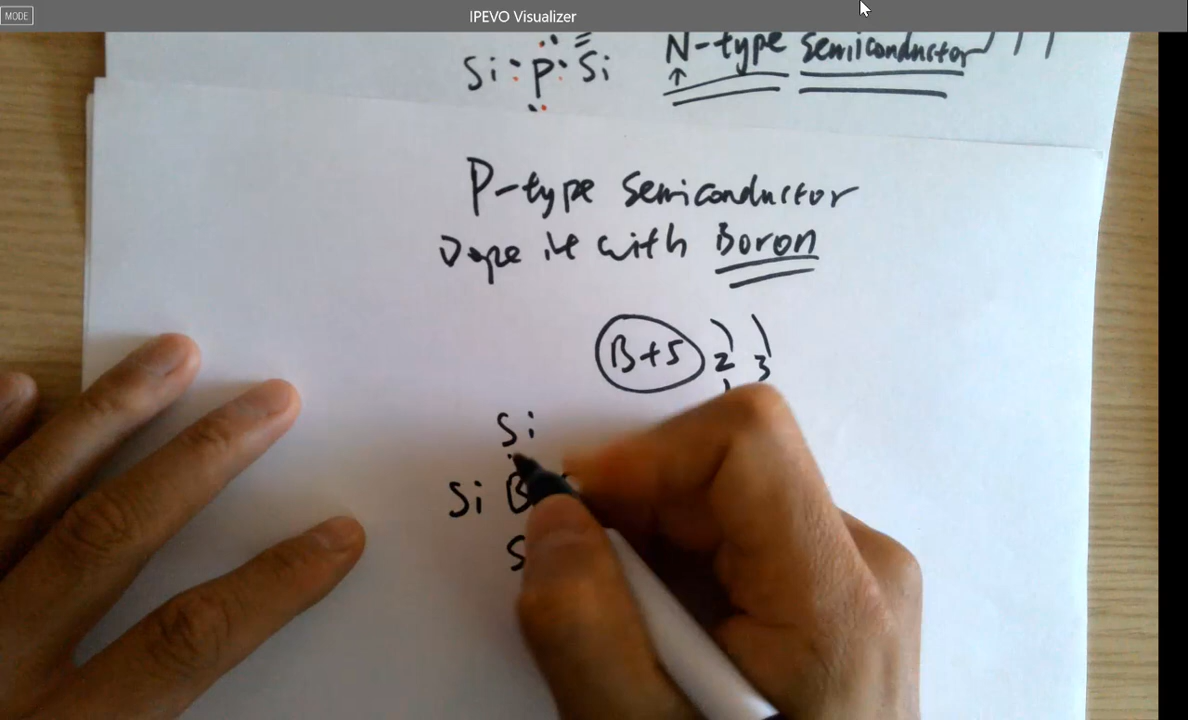 MODE
IPEVO Visualizer
Si : P : Si
N-type semiconductor
P-type semiconductor
Dope it with Boron
B+5 2 3
Si
Si B
S